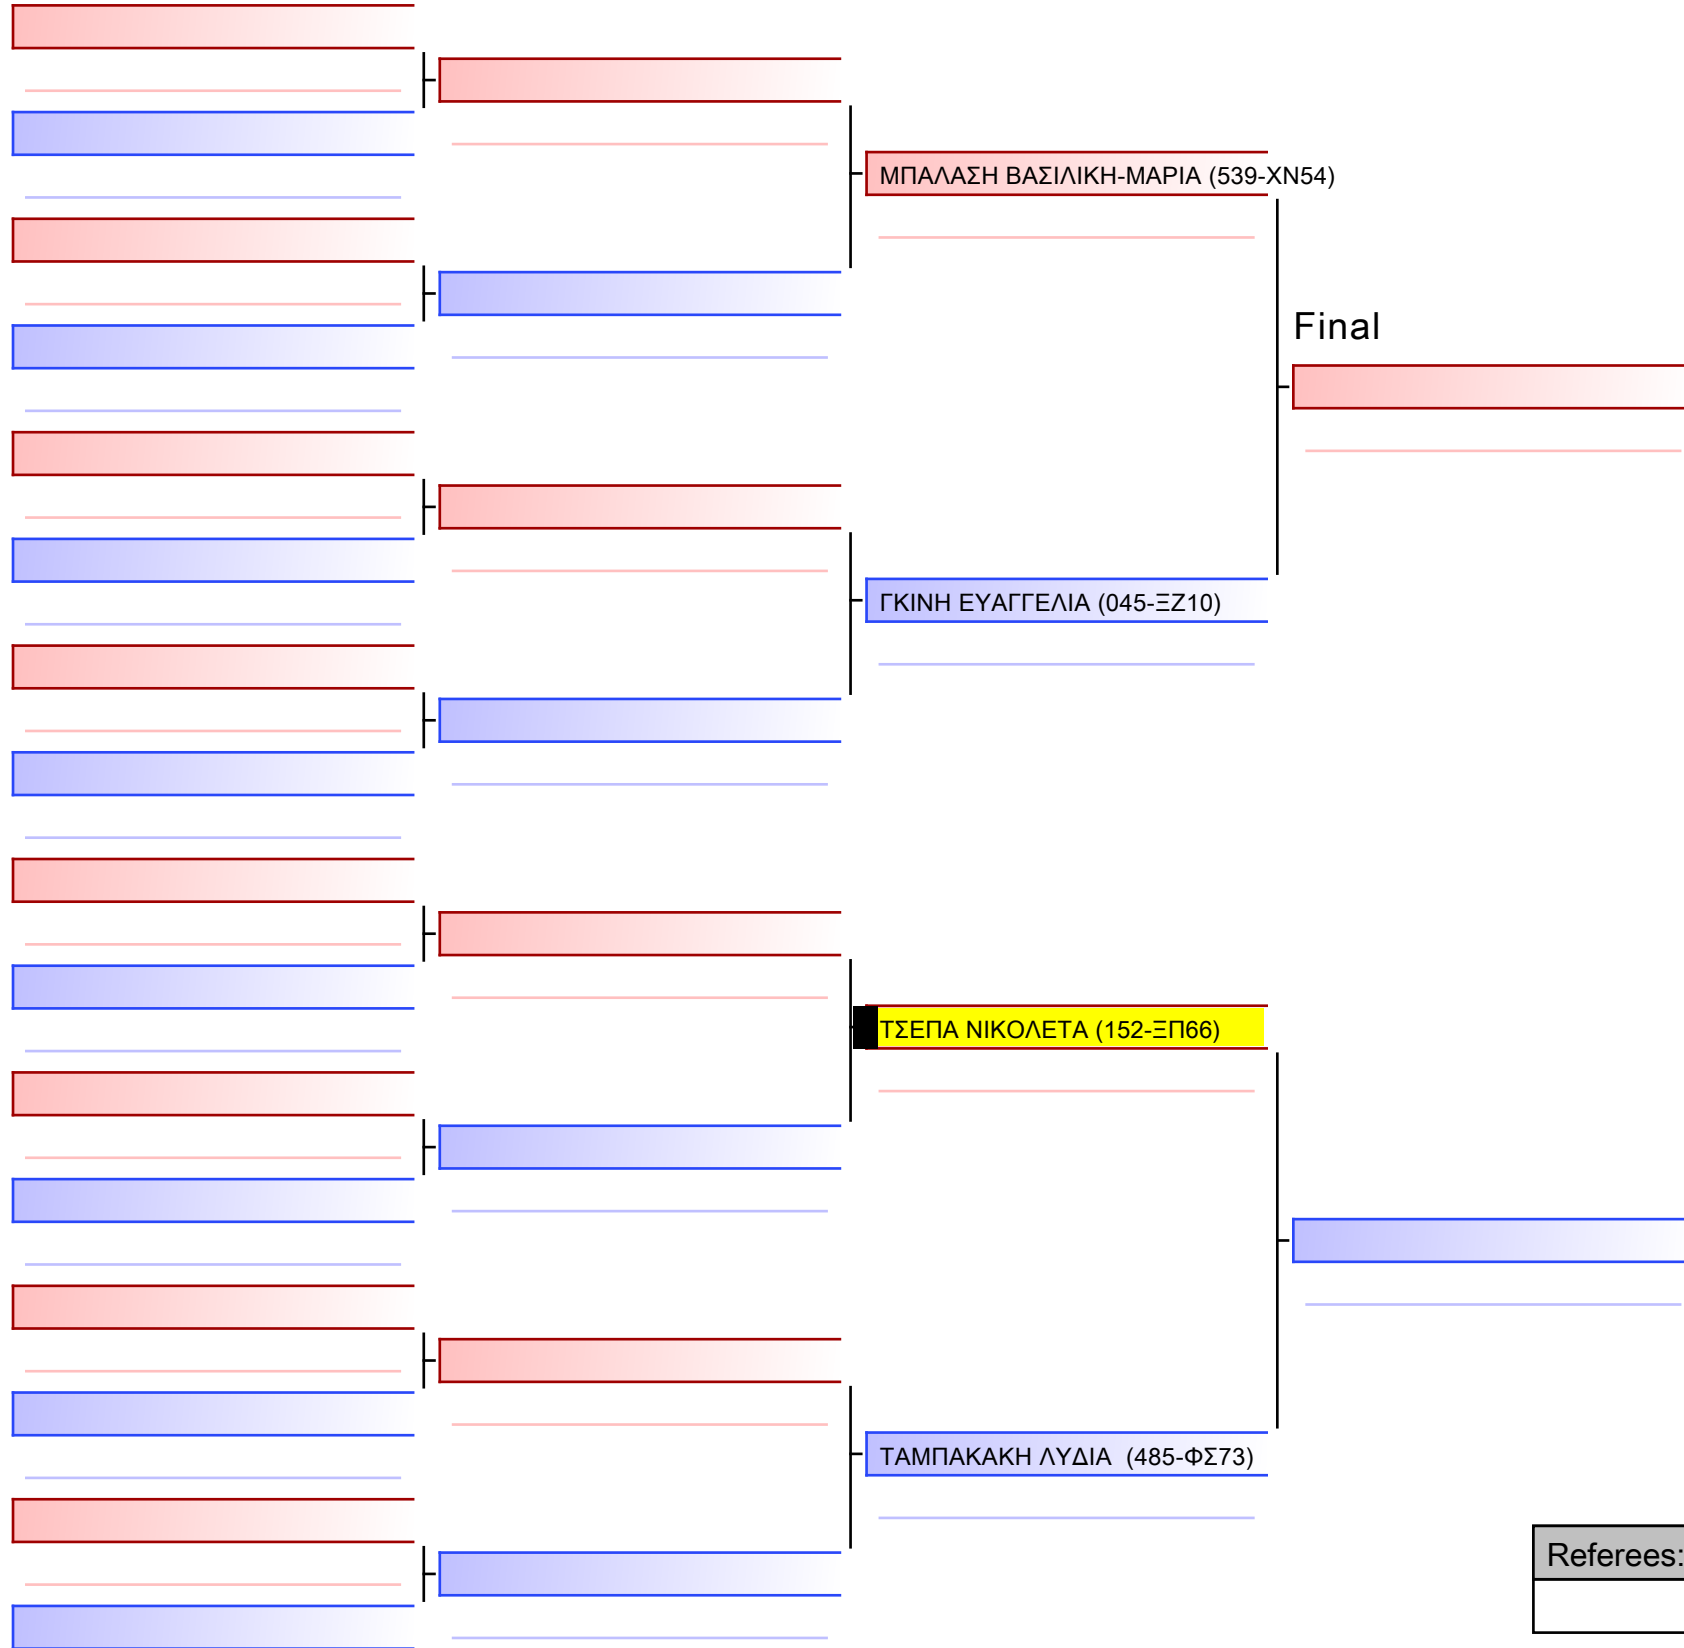 ΜΠΑΛΑΣΗ ΒΑΣΙΛΙΚΗ-ΜΑΡΙΑ (539-ΧΝ54)
Final
ΓΚΙΝΗ ΕΥΑΓΓΕΛΙΑ (045-ΞΖ10)
ΤΣΕΠΑ ΝΙΚΟΛΕΤΑ (152-ΞΠ66)
ΤΑΜΠΑΚΑΚΗ ΛΥΔΙΑ  (485-ΦΣ73)
Referees: